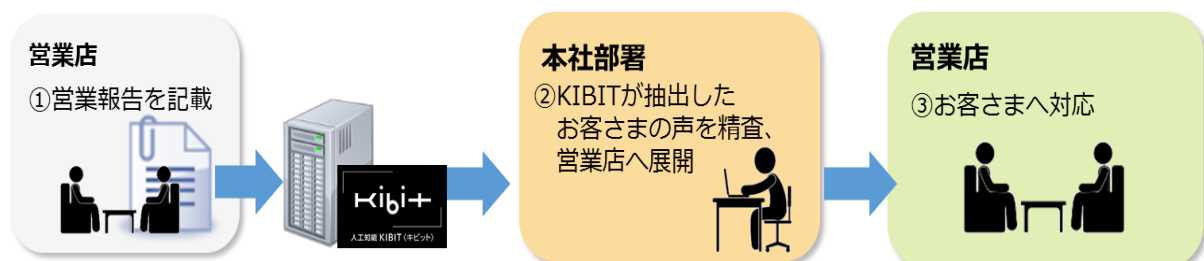 営業店
①営業報告を記載
Kibit
人工知能 KIBIT(キビット)
本社部署
②KIBITが抽出した
お客さまの声を精査、
営業店へ展開
営業店
③お客さまへ対応